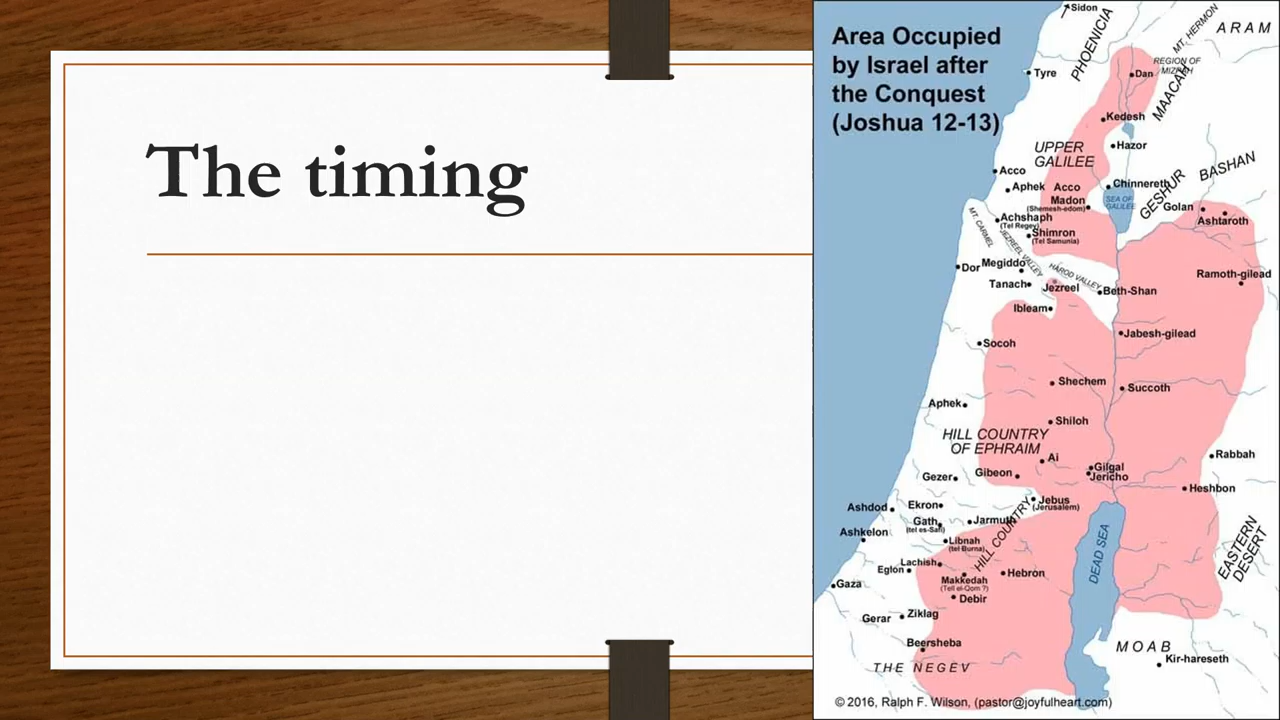 The timing
Area Occupied
by Israel after
the Conquest
(Joshua 12-13)
Sidon
PHOENICIA
MT. HERMON
ARAM
Tyre
REGION OF
MIZPAH
Dan
MAACAH
Kedesh
Hazor
UPPER
GALILEE
BASHAN
Acco
Aphek
Acco
Chinnereth
GESHUR
Madon
(Shemesh-edom)
SEA OF
GALILEE
Golan
Ashtaroth
MT. CARMEL
Achshaph
(Tel Regev)
Shimron
(Tel Samunia)
JEZREEL VALLEY
Dor
Megiddo
HAROD VALLEY
Ramoth-gilead
Tanach
Jezreel
Beth-Shan
Ibleam
Jabesh-gilead
Socoh
Shechem
Succoth
Aphek
Shiloh
HILL COUNTRY
OF EPHRAIM
Ai
Rabbah
Gibeon
Gilgal
Jericho
Gezer
Heshbon
Jebus
(Jerusalem)
Ashdod
Ekron
Gath
(tel es-Safi)
Jarmuth
HILL COUNTRY
Ashkelon
Libnah
(tel Burna)
DEAD SEA
EASTERN
DESERT
Lachish
Eglon
Hebron
Makkedah
(Tell el-Qom ?)
Gaza
Debir
Gerar
Ziklag
Beersheba
MOAB
Kir-hareseth
THE NEGEV
© 2016, Ralph F. Wilson, (pastor@joyfulheart.com)